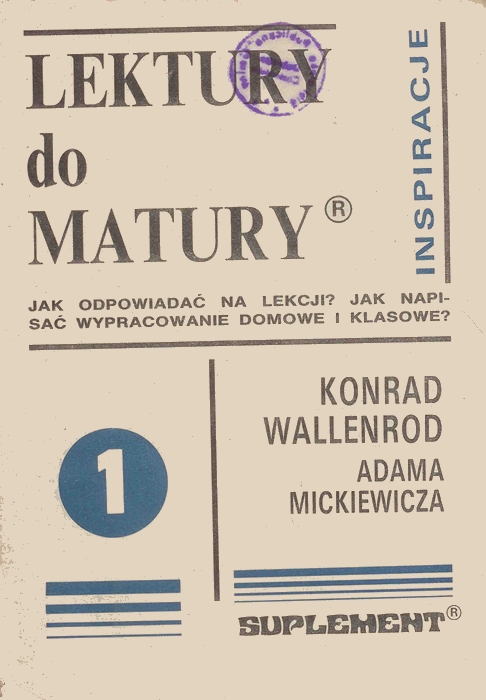 LEKTURY
do
MATURY ®
INSPIRACJE
JAK ODPOWIADAĆ NA LEKCJI? JAK NAPI-
SAĆ WYPRACOWANIE DOMOWE I KLASOWE?
1
KONRAD
WALLENROD
ADAMA
MICKIEWICZA
SUPLEMENT®